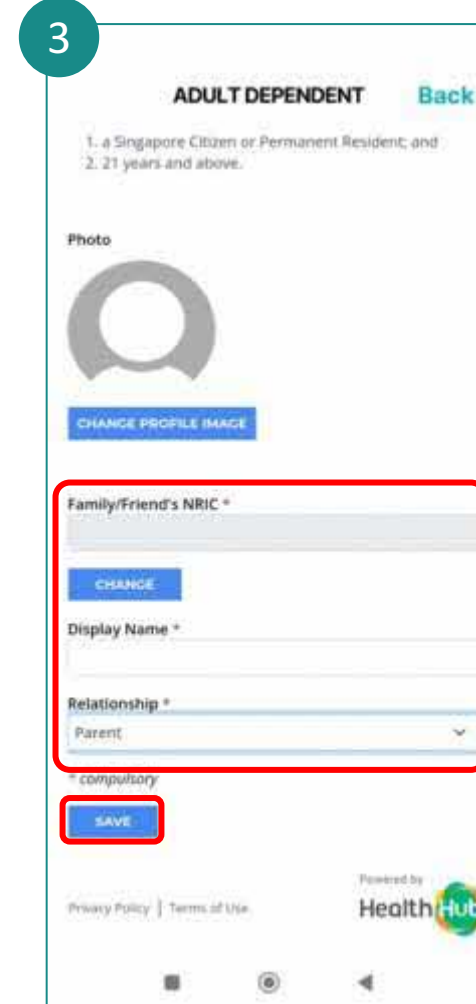 3
ADULT DEPENDENT Back
1. a Singapore Citizen or Permanent Resident; and
2. 21 years and above.
Photo
CHANGE PROFILE IMAGE
Family/Friend's NRIC *
CHANGE
Display Name *
Relationship *
Parent
* compulsory
SAVE
Powered by
Privacy Policy | Terms of Use
HealthHub